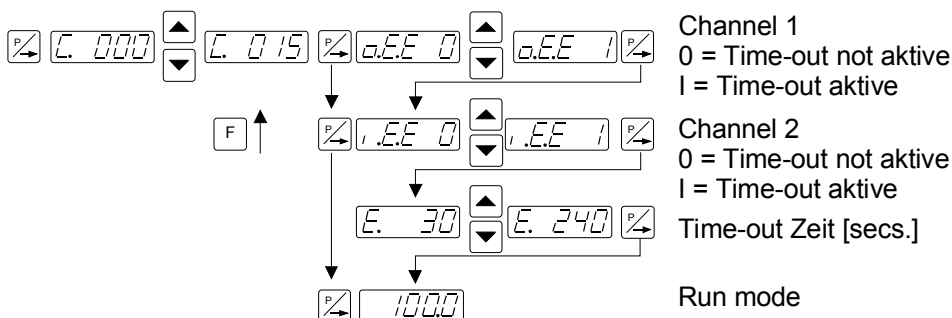 P C. 000 C. 015 P o.E.E 0 o.E.E 1 P Channel 1
0 = Time-out not aktive
I = Time-out aktive
F P ı.E.E 0 ı.E.E 1 P Channel 2
0 = Time-out not aktive
I = Time-out aktive
E. 30 E. 240 P Time-out Zeit [secs.]
P 100.0 Run mode